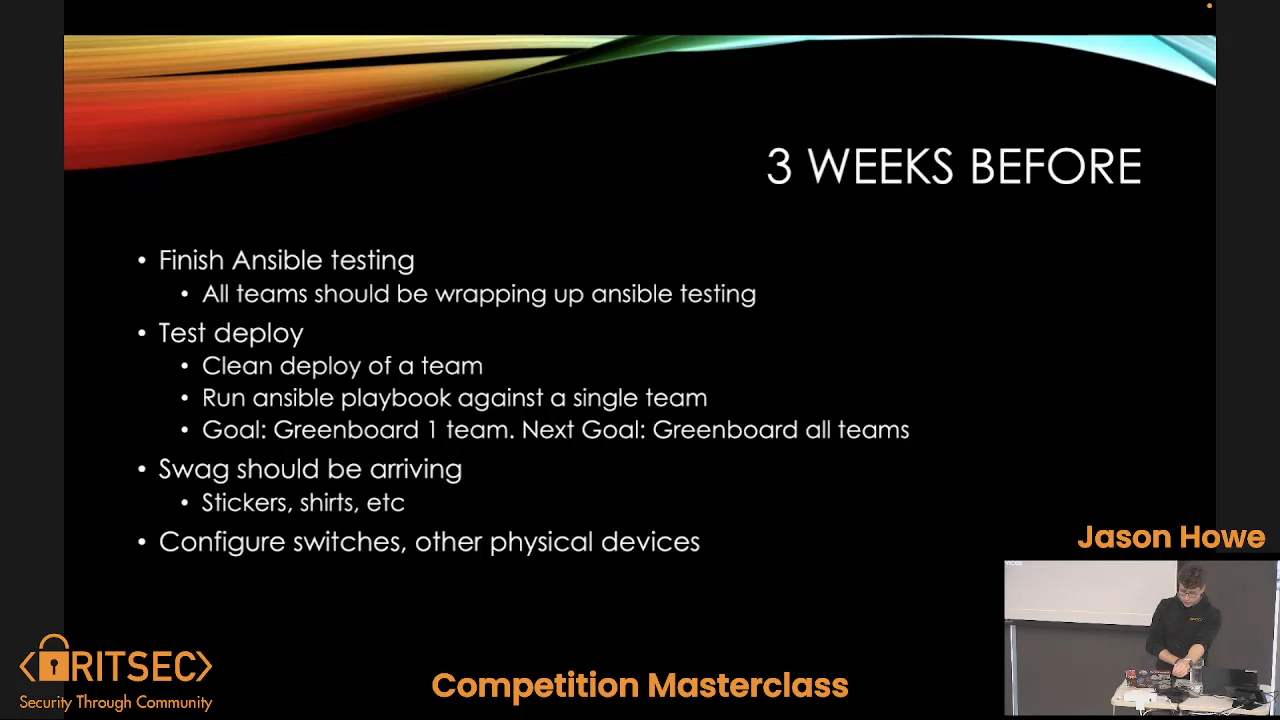 3 WEEKS BEFORE
• Finish Ansible testing
• All teams should be wrapping up ansible testing
• Test deploy
• Clean deploy of a team
• Run ansible playbook against a single team
• Goal: Greenboard 1 team. Next Goal: Greenboard all teams
• Swag should be arriving
• Stickers, shirts, etc
• Configure switches, other physical devices
Jason Howe
<RITSEC>
Security Through Community
Competition Masterclass